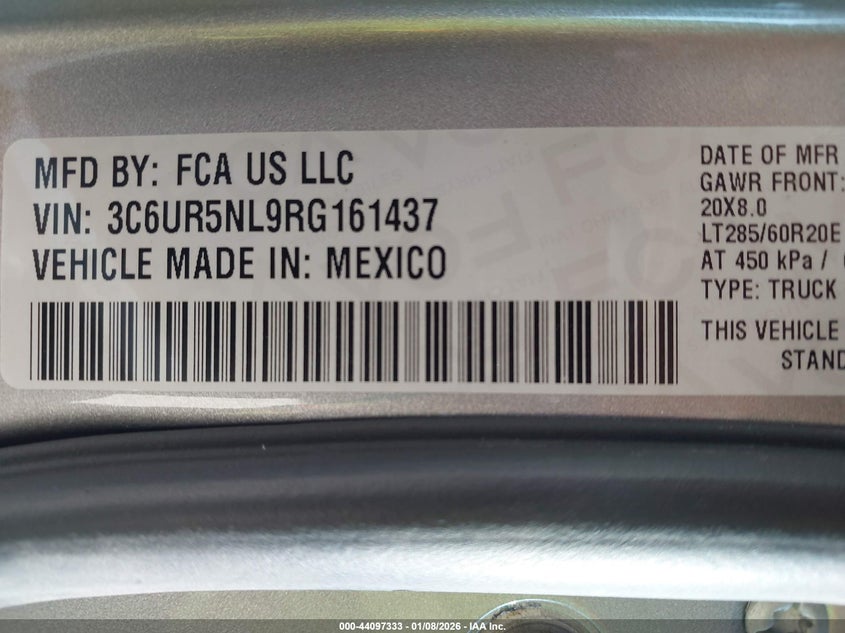 MFD BY: FCA US LLC
VIN: 3C6UR5NL9RG161437
VEHICLE MADE IN: MEXICO
DATE OF MFR
GAWR FRONT:
20X8.0
LT285/60R20E
AT 450 kPa /
TYPE: TRUCK
THIS VEHICLE
STAND
000-44097333 - 01/08/2026 - IAA Inc.